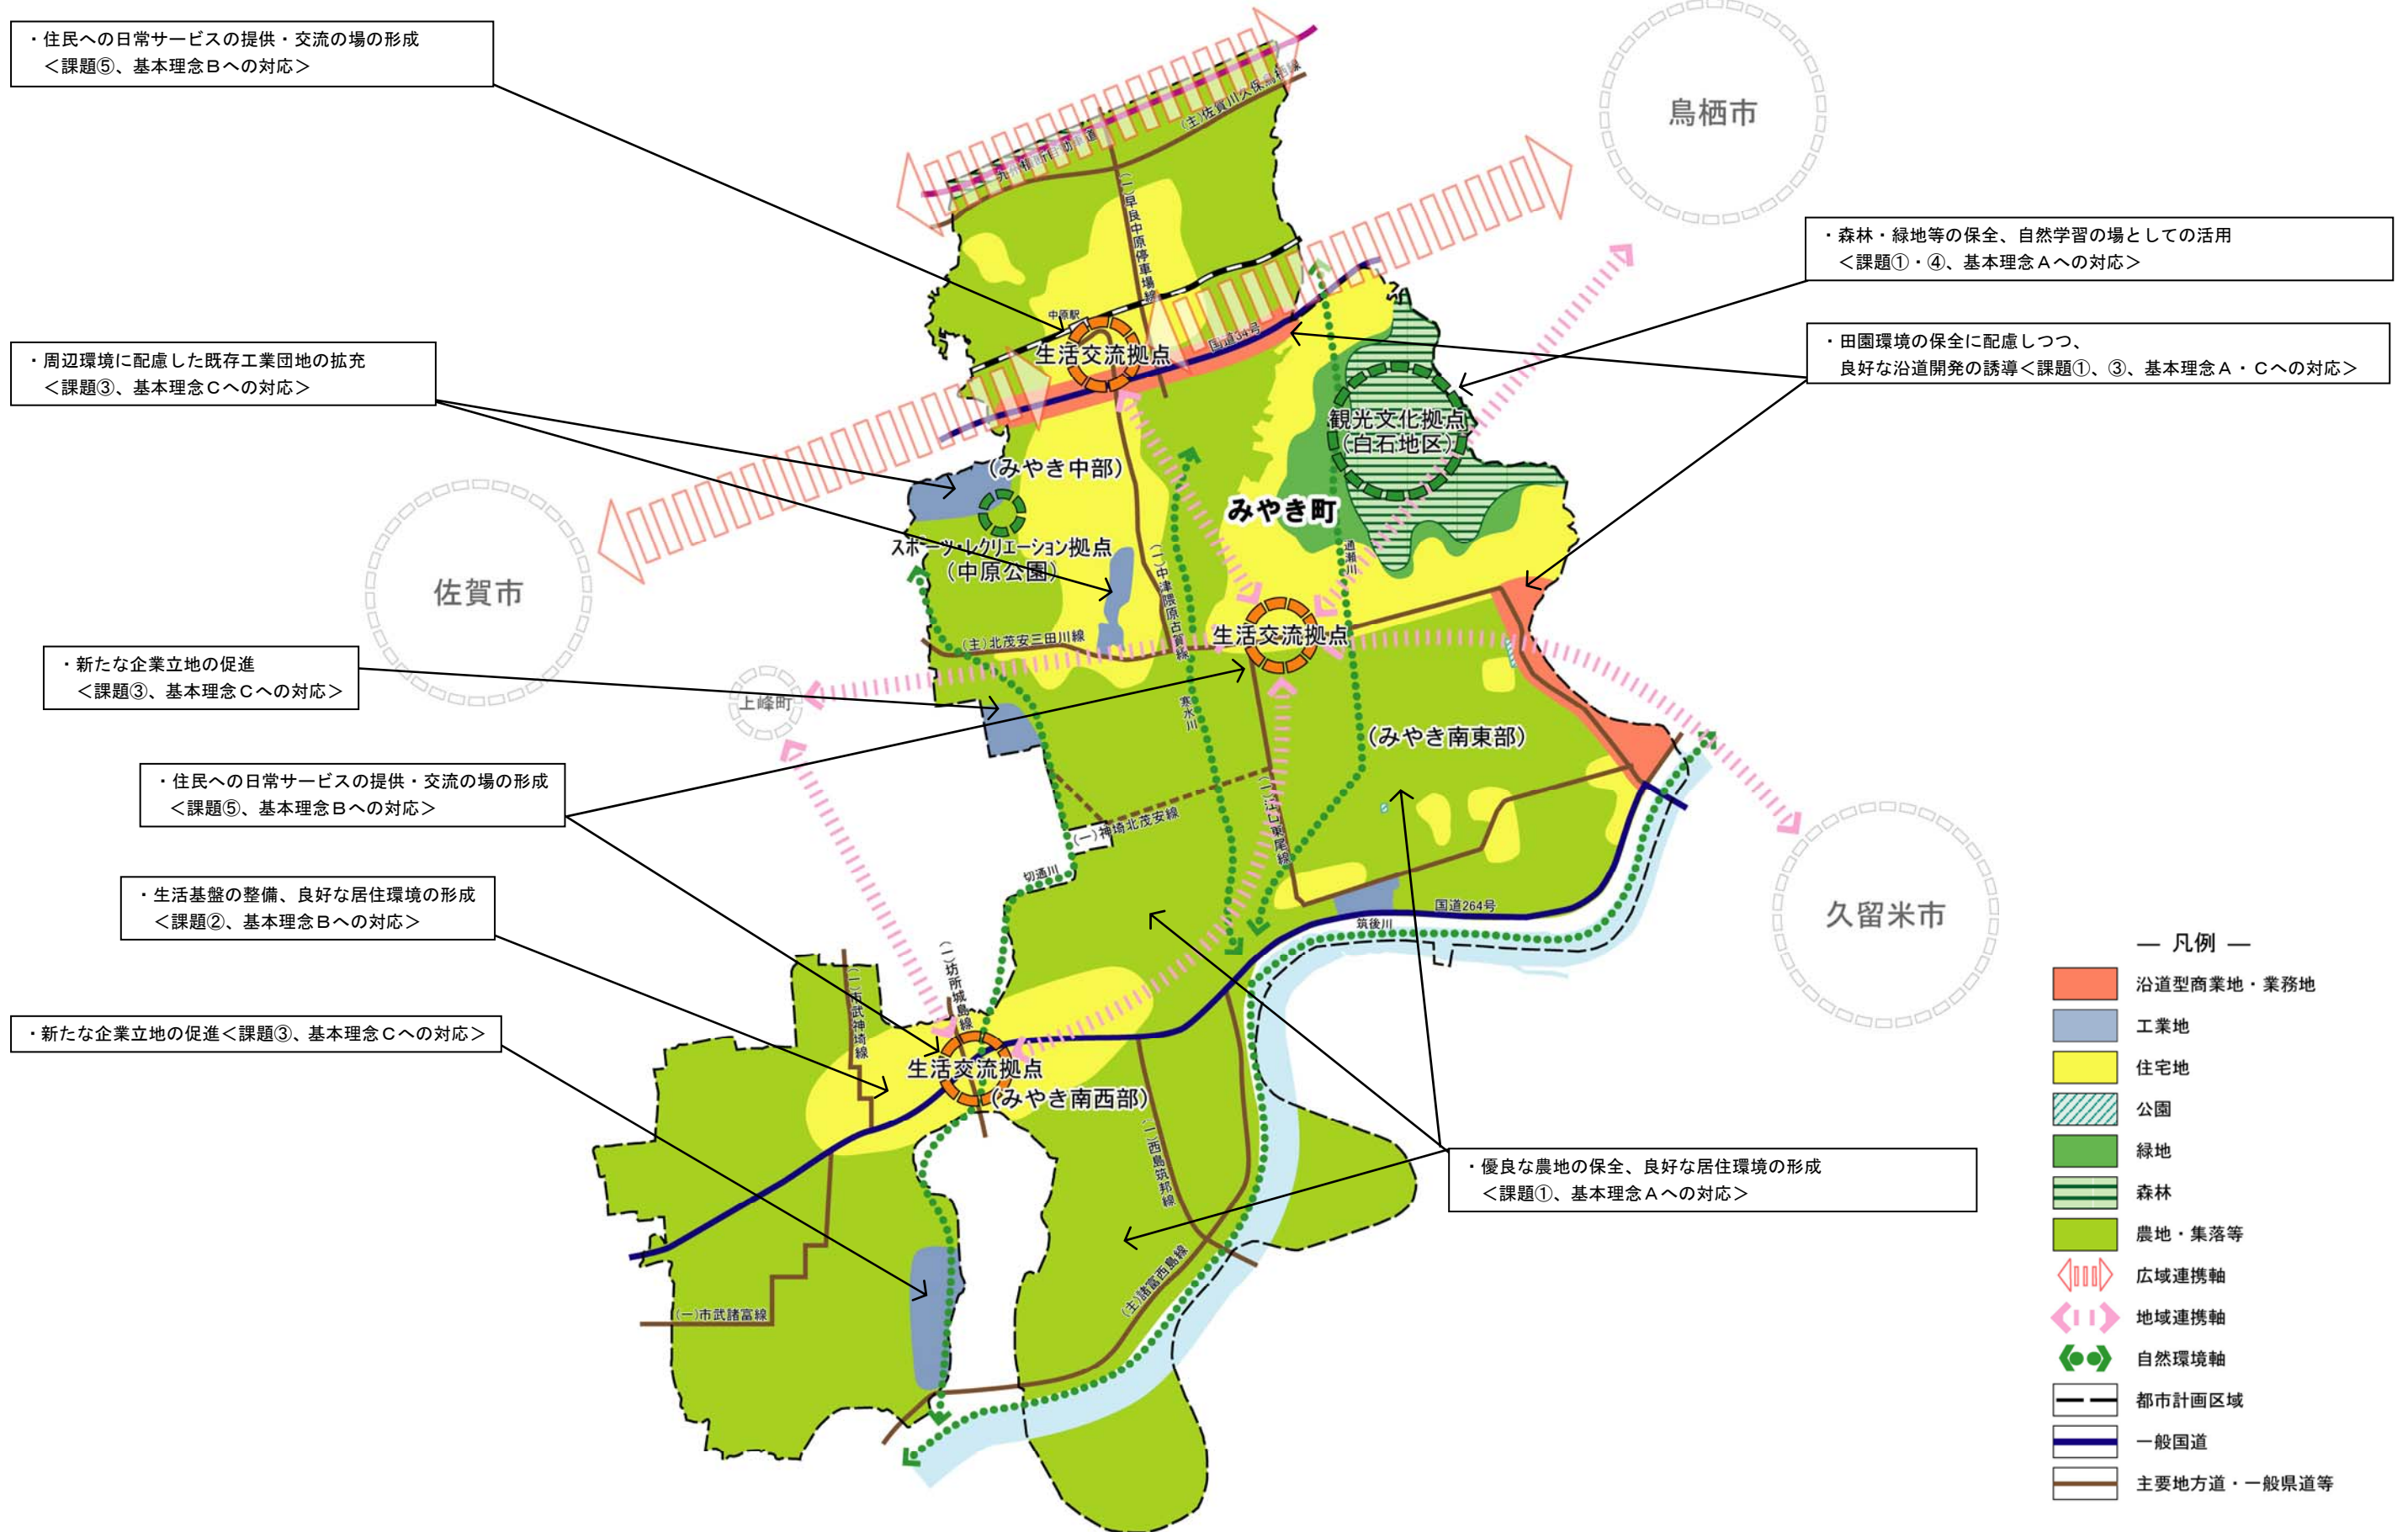 ・住民への日常サービスの提供・交流の場の形成
＜課題⑤、基本理念Ｂへの対応＞
・周辺環境に配慮した既存工業団地の拡充
＜課題③、基本理念Ｃへの対応＞
・新たな企業立地の促進
＜課題③、基本理念Ｃへの対応＞
・住民への日常サービスの提供・交流の場の形成
＜課題⑤、基本理念Ｂへの対応＞
・生活基盤の整備、良好な居住環境の形成
＜課題②、基本理念Ｂへの対応＞
・新たな企業立地の促進＜課題③、基本理念Ｃへの対応＞
・森林・緑地等の保全、自然学習の場としての活用
＜課題①・④、基本理念Ａへの対応＞
・田園環境の保全に配慮しつつ、
良好な沿道開発の誘導＜課題①、③、基本理念Ａ・Ｃへの対応＞
・優良な農地の保全、良好な居住環境の形成
＜課題①、基本理念Ａへの対応＞
鳥栖市
佐賀市
上峰町
久留米市
九州横断自動車道
(主)佐賀川久保鳥栖線
(一)早良中原停車場線
中原駅
生活交流拠点
国道34号
観光文化拠点
(白石地区)
(みやき中部)
みやき町
スポーツ・レクリエーション拠点
(中原公園)
(一)中津隈原古賀線
通瀬川
生活交流拠点
(主)北茂安三田川線
寒水川
(みやき南東部)
(一)神埼北茂安線
(一)江口東尾線
切通川
国道264号
筑後川
(一)市武神埼線
(一)坊所城島線
生活交流拠点
(みやき南西部)
(一)西島筑邦線
(主)諸富西島線
(一)市武諸富線
― 凡例 ―
沿道型商業地・業務地
工業地
住宅地
公園
緑地
森林
農地・集落等
広域連携軸
地域連携軸
自然環境軸
都市計画区域
一般国道
主要地方道・一般県道等